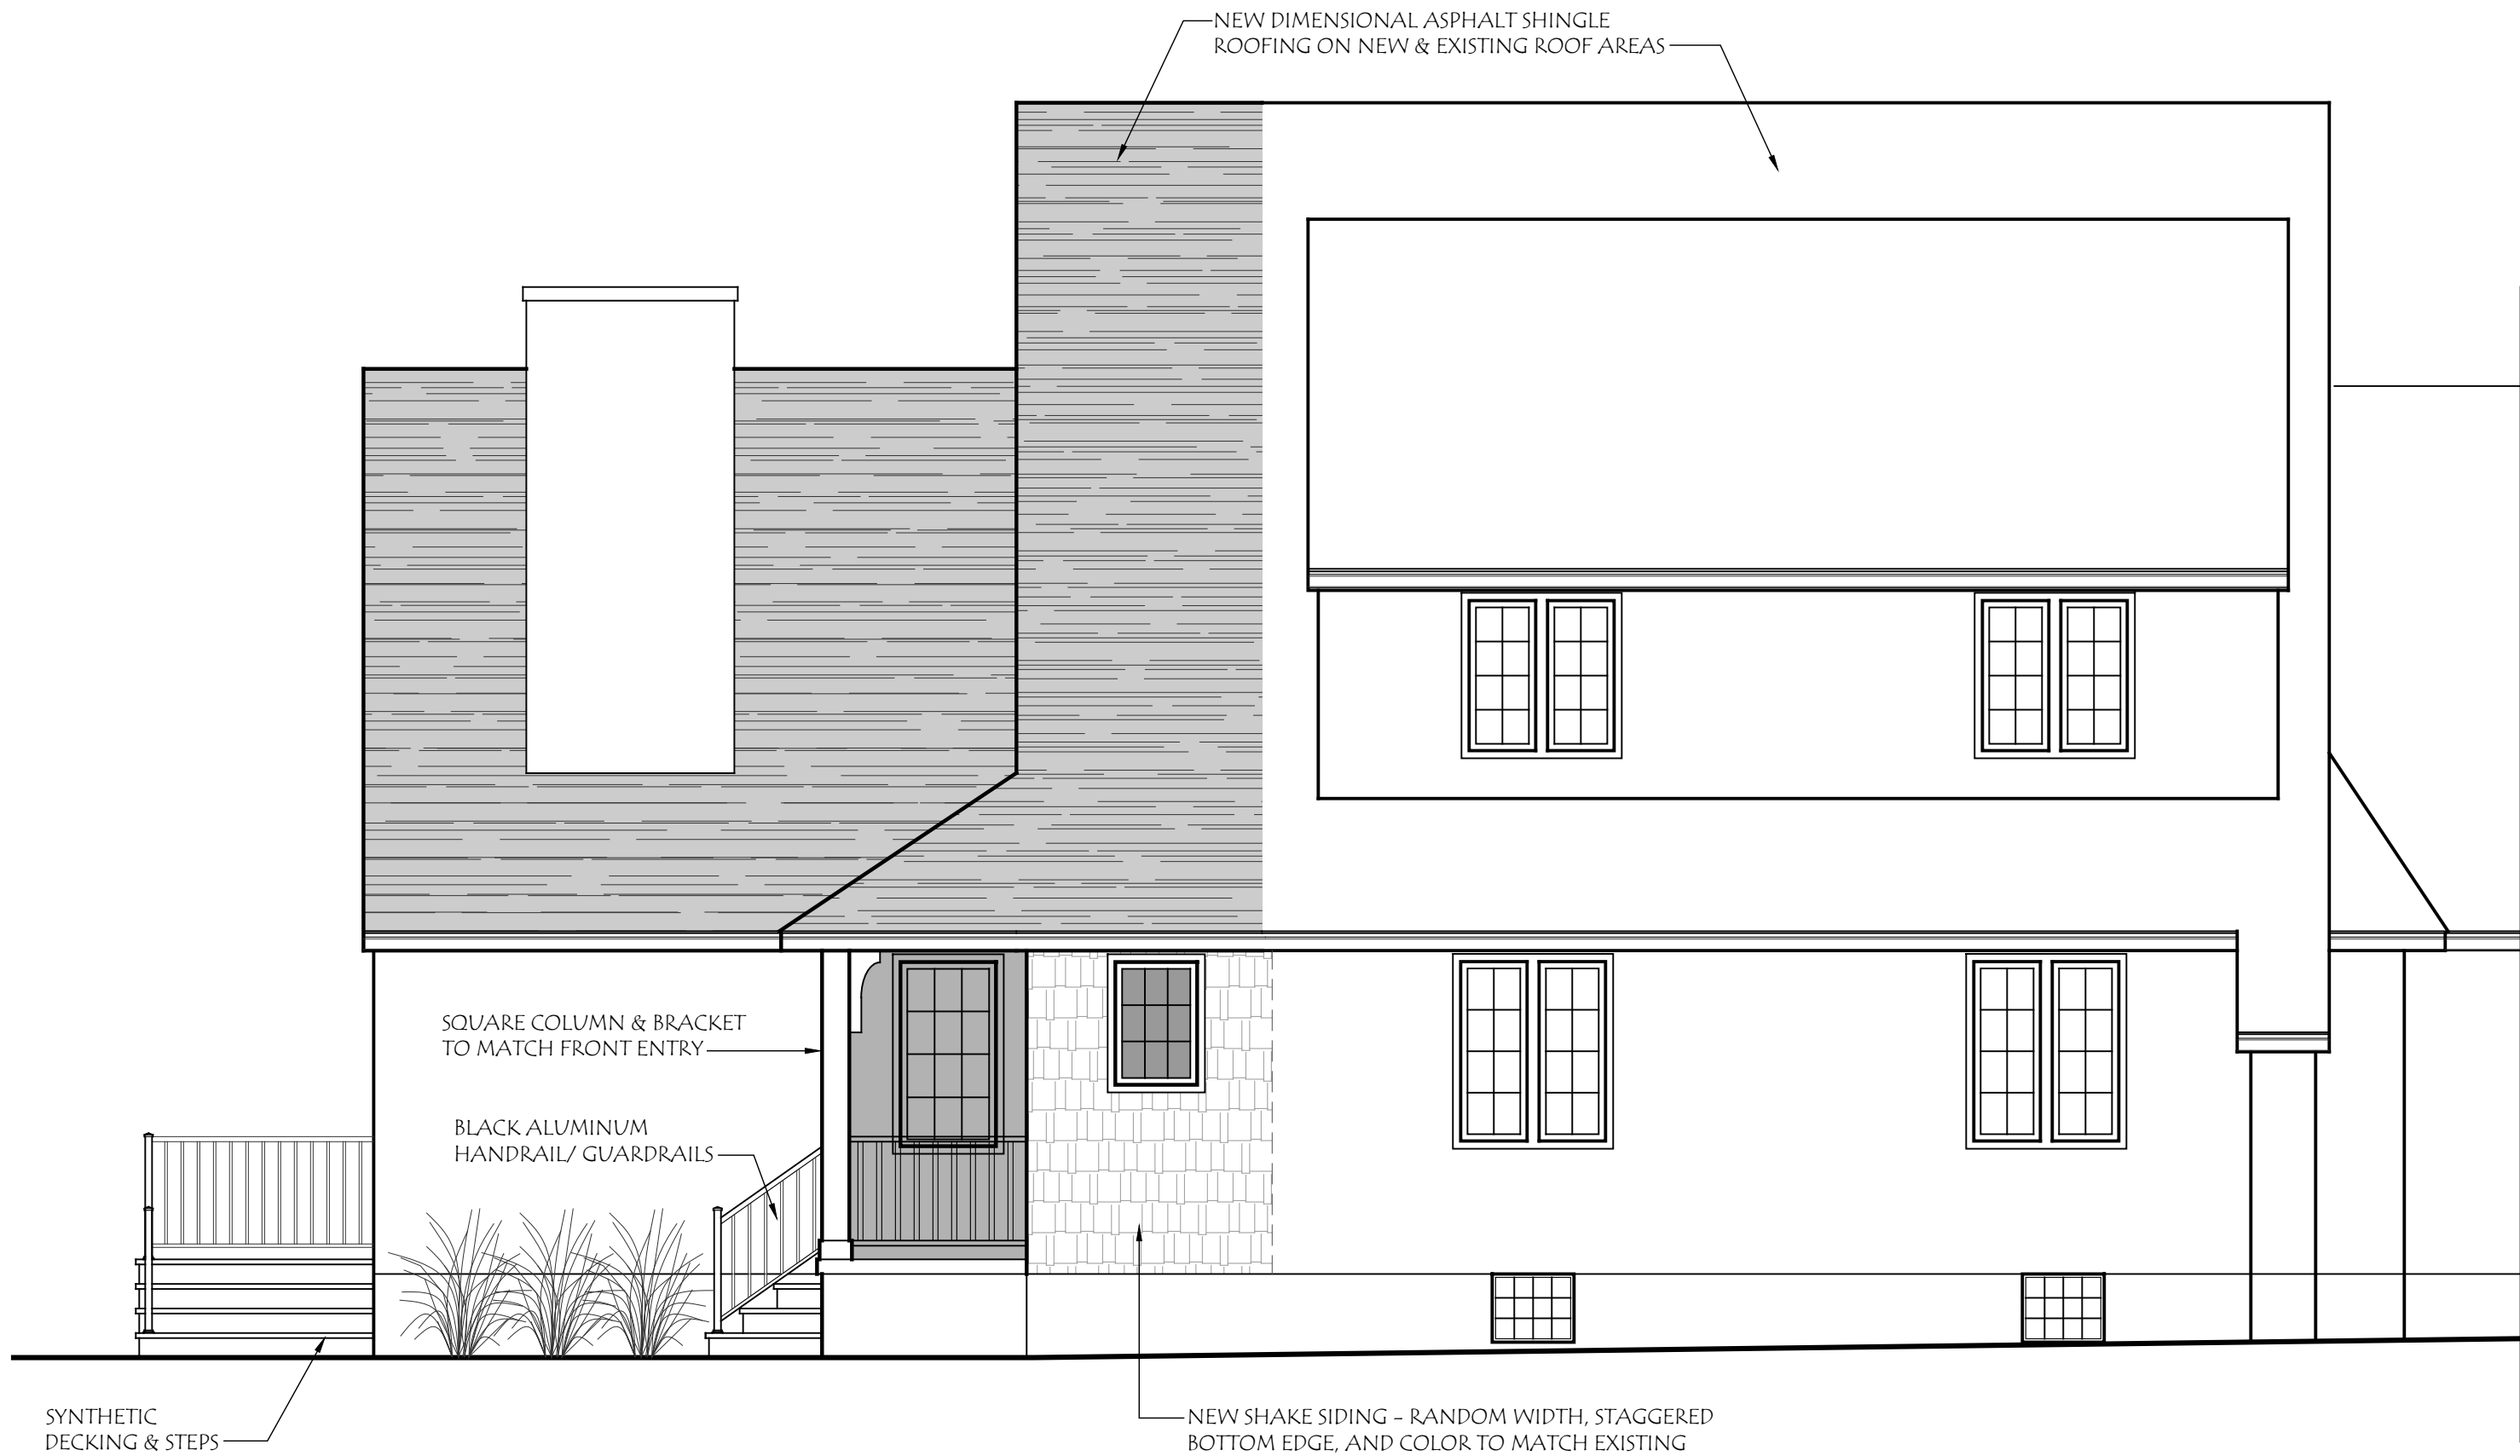 NEW DIMENSIONAL ASPHALT SHINGLE
ROOFING ON NEW & EXISTING ROOF AREAS
SQUARE COLUMN & BRACKET
TO MATCH FRONT ENTRY
BLACK ALUMINUM
HANDRAIL/ GUARDRAILS
SYNTHETIC
DECKING & STEPS
NEW SHAKE SIDING - RANDOM WIDTH, STAGGERED
BOTTOM EDGE, AND COLOR TO MATCH EXISTING